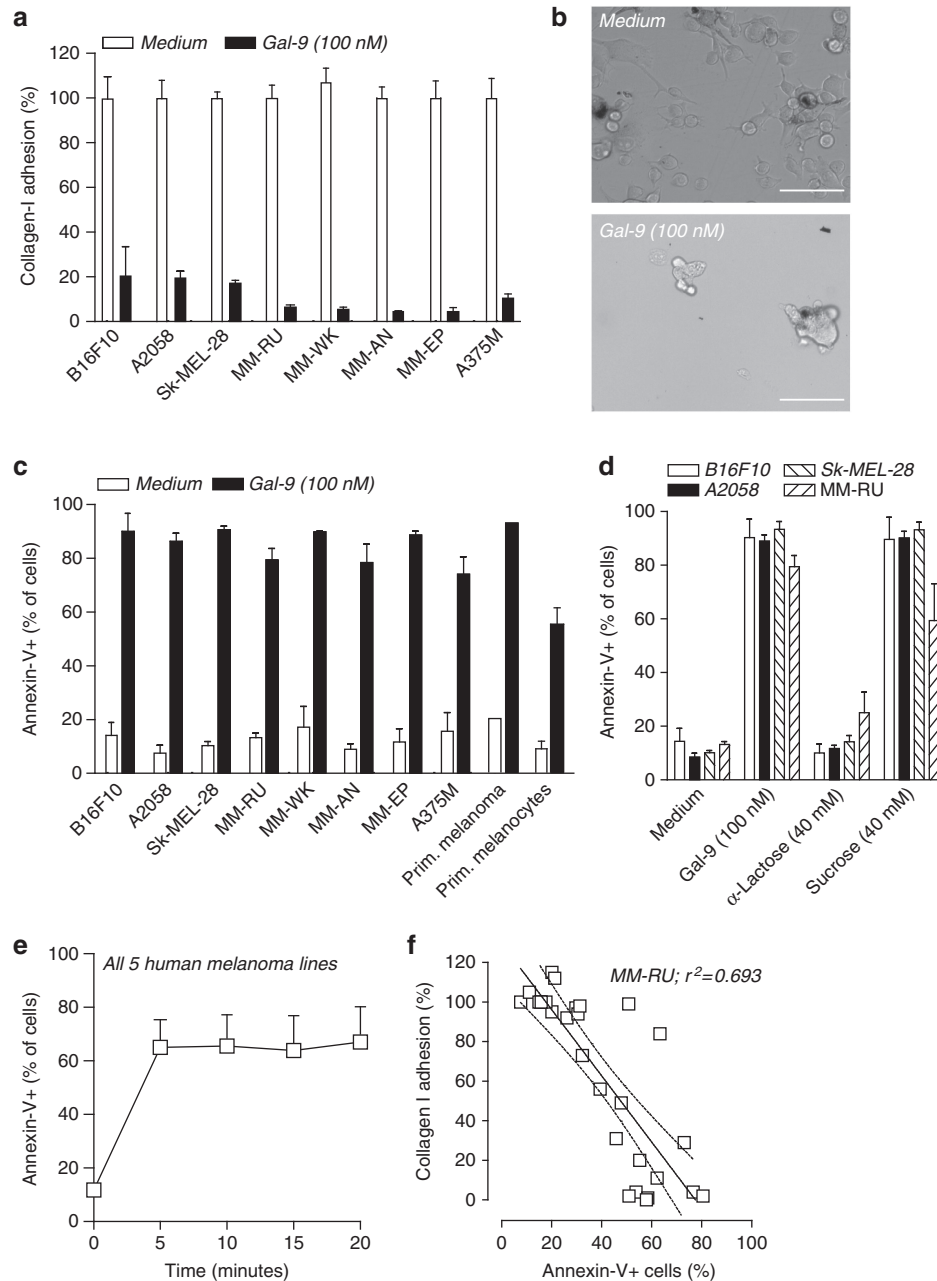 a
Medium Gal-9 (100 nM)
Collagen-I adhesion (%)
120
100
80
60
40
20
0
B16F10
A2058
Sk-MEL-28
MM-RU
MM-WK
MM-AN
MM-EP
A375M
b
Medium
Gal-9 (100 nM)
c
Medium Gal-9 (100 nM)
Annexin-V+ (% of cells)
100
80
60
40
20
0
B16F10
A2058
Sk-MEL-28
MM-RU
MM-WK
MM-AN
MM-EP
A375M
Prim. melanoma
Prim. melanocytes
d
B16F10 Sk-MEL-28
A2058 MM-RU
Annexin-V+ (% of cells)
100
80
60
40
20
0
Medium
Gal-9 (100 nM)
α-Lactose (40 mM)
Sucrose (40 mM)
e
All 5 human melanoma lines
Annexin-V+ (% of cells)
100
80
60
40
20
0
0 5 10 15 20
Time (minutes)
f
MM-RU; r²=0.693
Collagen I adhesion (%)
120
100
80
60
40
20
0
0 20 40 60 80 100
Annexin-V+ cells (%)